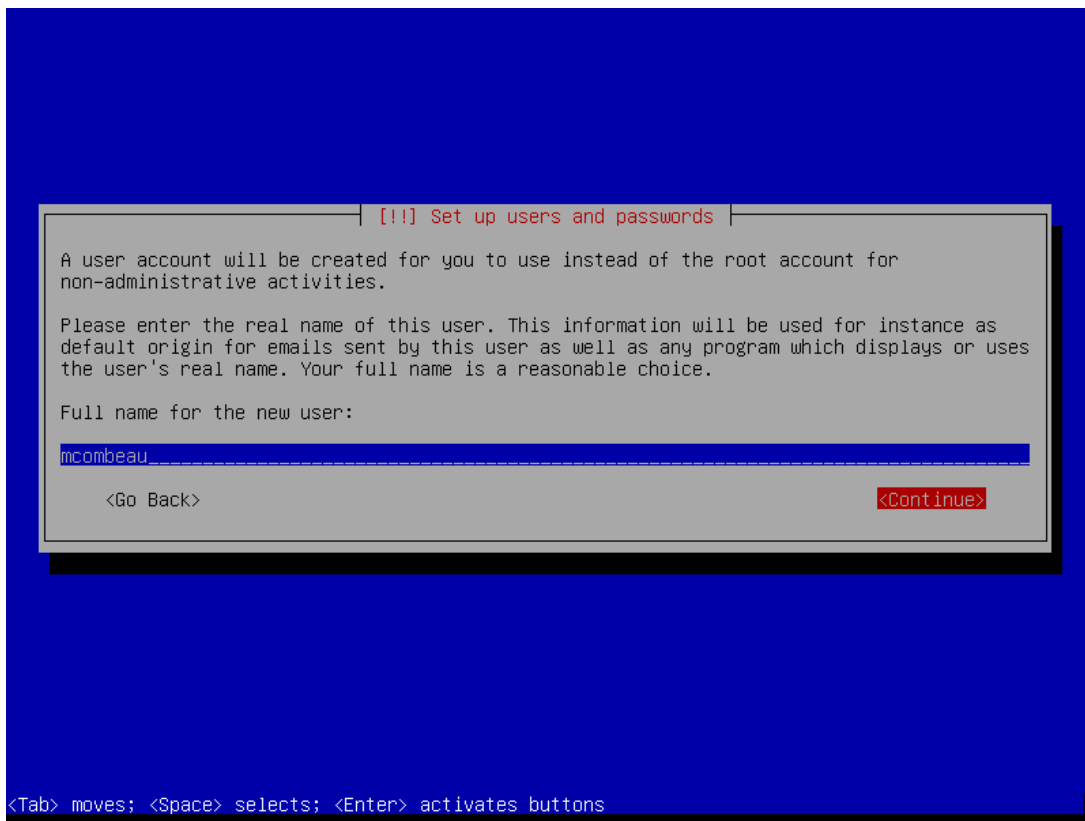 [!!] Set up users and passwords
A user account will be created for you to use instead of the root account for
non-administrative activities.
Please enter the real name of this user. This information will be used for instance as
default origin for emails sent by this user as well as any program which displays or uses
the user's real name. Your full name is a reasonable choice.
Full name for the new user:
mcombeau
<Go Back> <Continue>
<Tab> moves; <Space> selects; <Enter> activates buttons